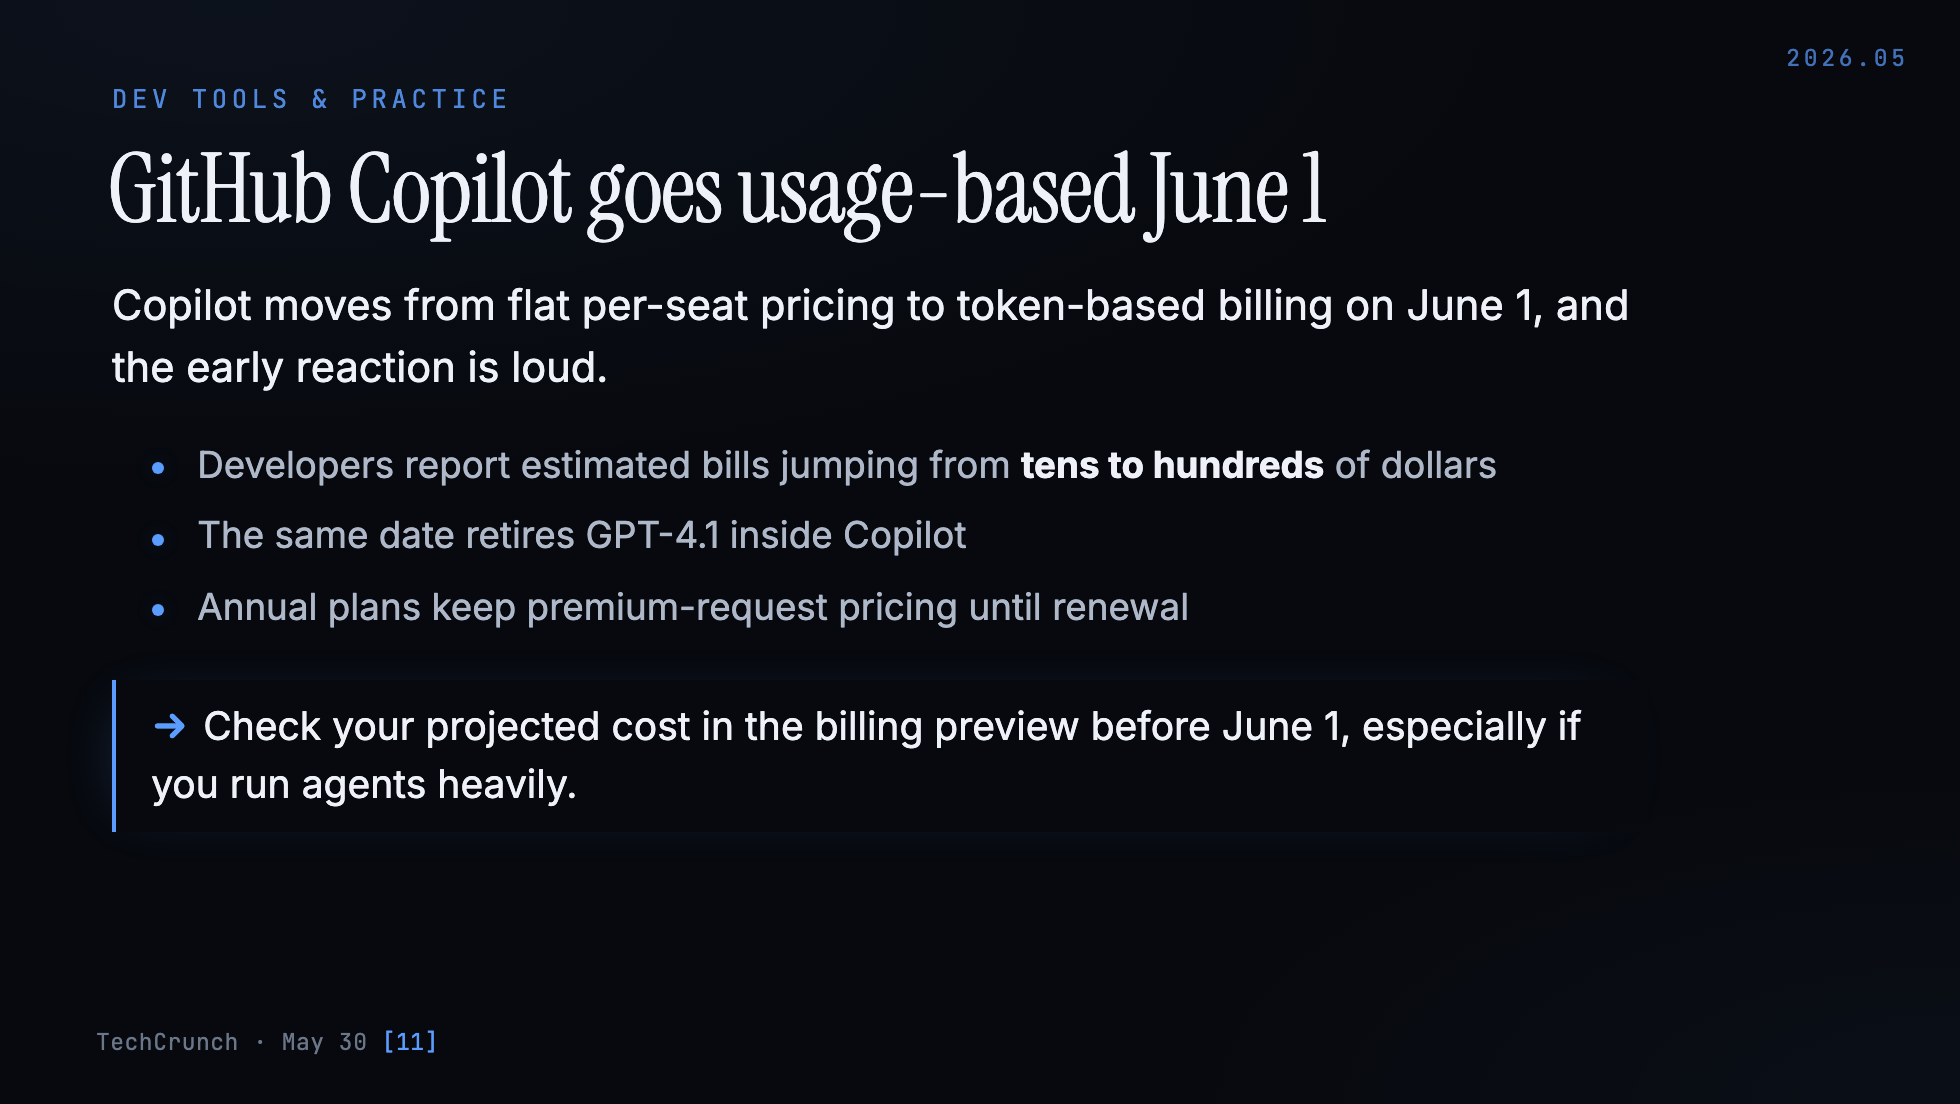 2026.05
DEV TOOLS & PRACTICE
GitHub Copilot goes usage-based June 1
Copilot moves from flat per-seat pricing to token-based billing on June 1, and
the early reaction is loud.
• Developers report estimated bills jumping from tens to hundreds of dollars
• The same date retires GPT-4.1 inside Copilot
• Annual plans keep premium-request pricing until renewal
→ Check your projected cost in the billing preview before June 1, especially if
you run agents heavily.
TechCrunch · May 30 [11]